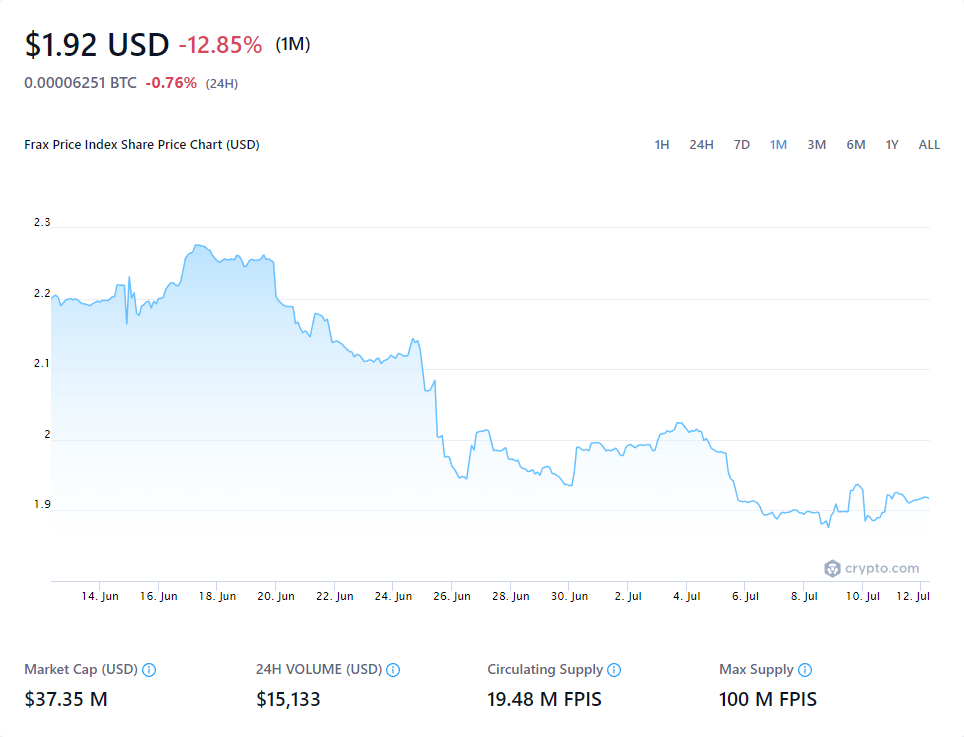 $1.92 USD -12.85% (1M)
0.00006251 BTC -0.76% (24H)
Frax Price Index Share Price Chart (USD)
1H 24H 7D 1M 3M 6M 1Y ALL
2.3
2.2
2.1
2
1.9
crypto.com
14. Jun 16. Jun 18. Jun 20. Jun 22. Jun 24. Jun 26. Jun 28. Jun 30. Jun 2. Jul 4. Jul 6. Jul 8. Jul 10. Jul 12. Jul
Market Cap (USD) 24H VOLUME (USD) Circulating Supply Max Supply
$37.35 M $15,133 19.48 M FPIS 100 M FPIS